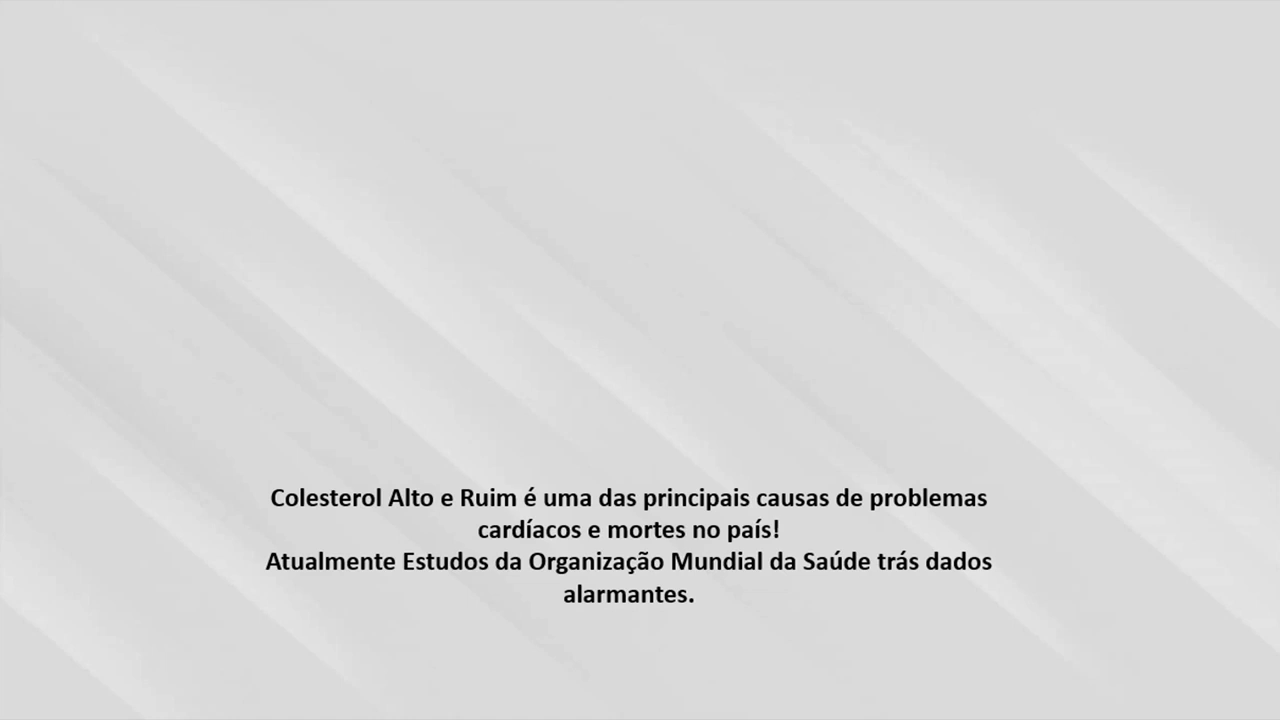 Colesterol Alto e Ruim é uma das principais causas de problemas
cardíacos e mortes no país!
Atualmente Estudos da Organização Mundial da Saúde trás dados
alarmantes.